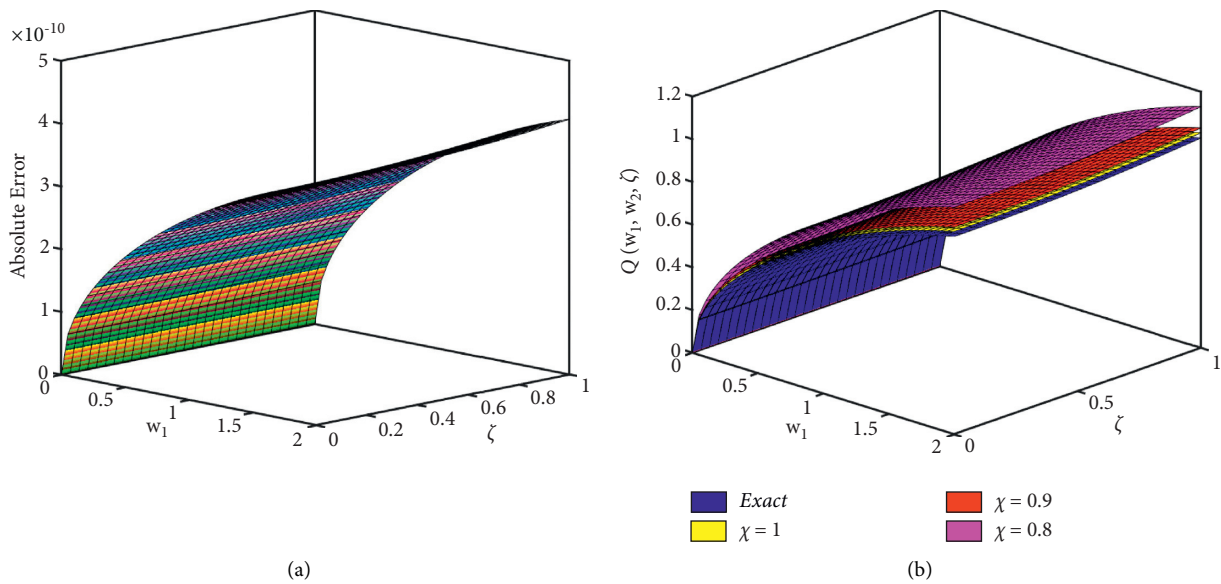 ×10⁻¹⁰
5
4
3
2
1
0
Absolute Error
0.5
1
1.5
2
w₁
0
0.2
0.4
0.6
0.8
1
ζ
(a)
1.2
1
0.8
0.6
0.4
0.2
0
Q (w₁, w₂, ζ)
0
0.5
1
1.5
2
w₁
0
0.5
1
ζ
Exact
χ = 1
χ = 0.9
χ = 0.8
(b)